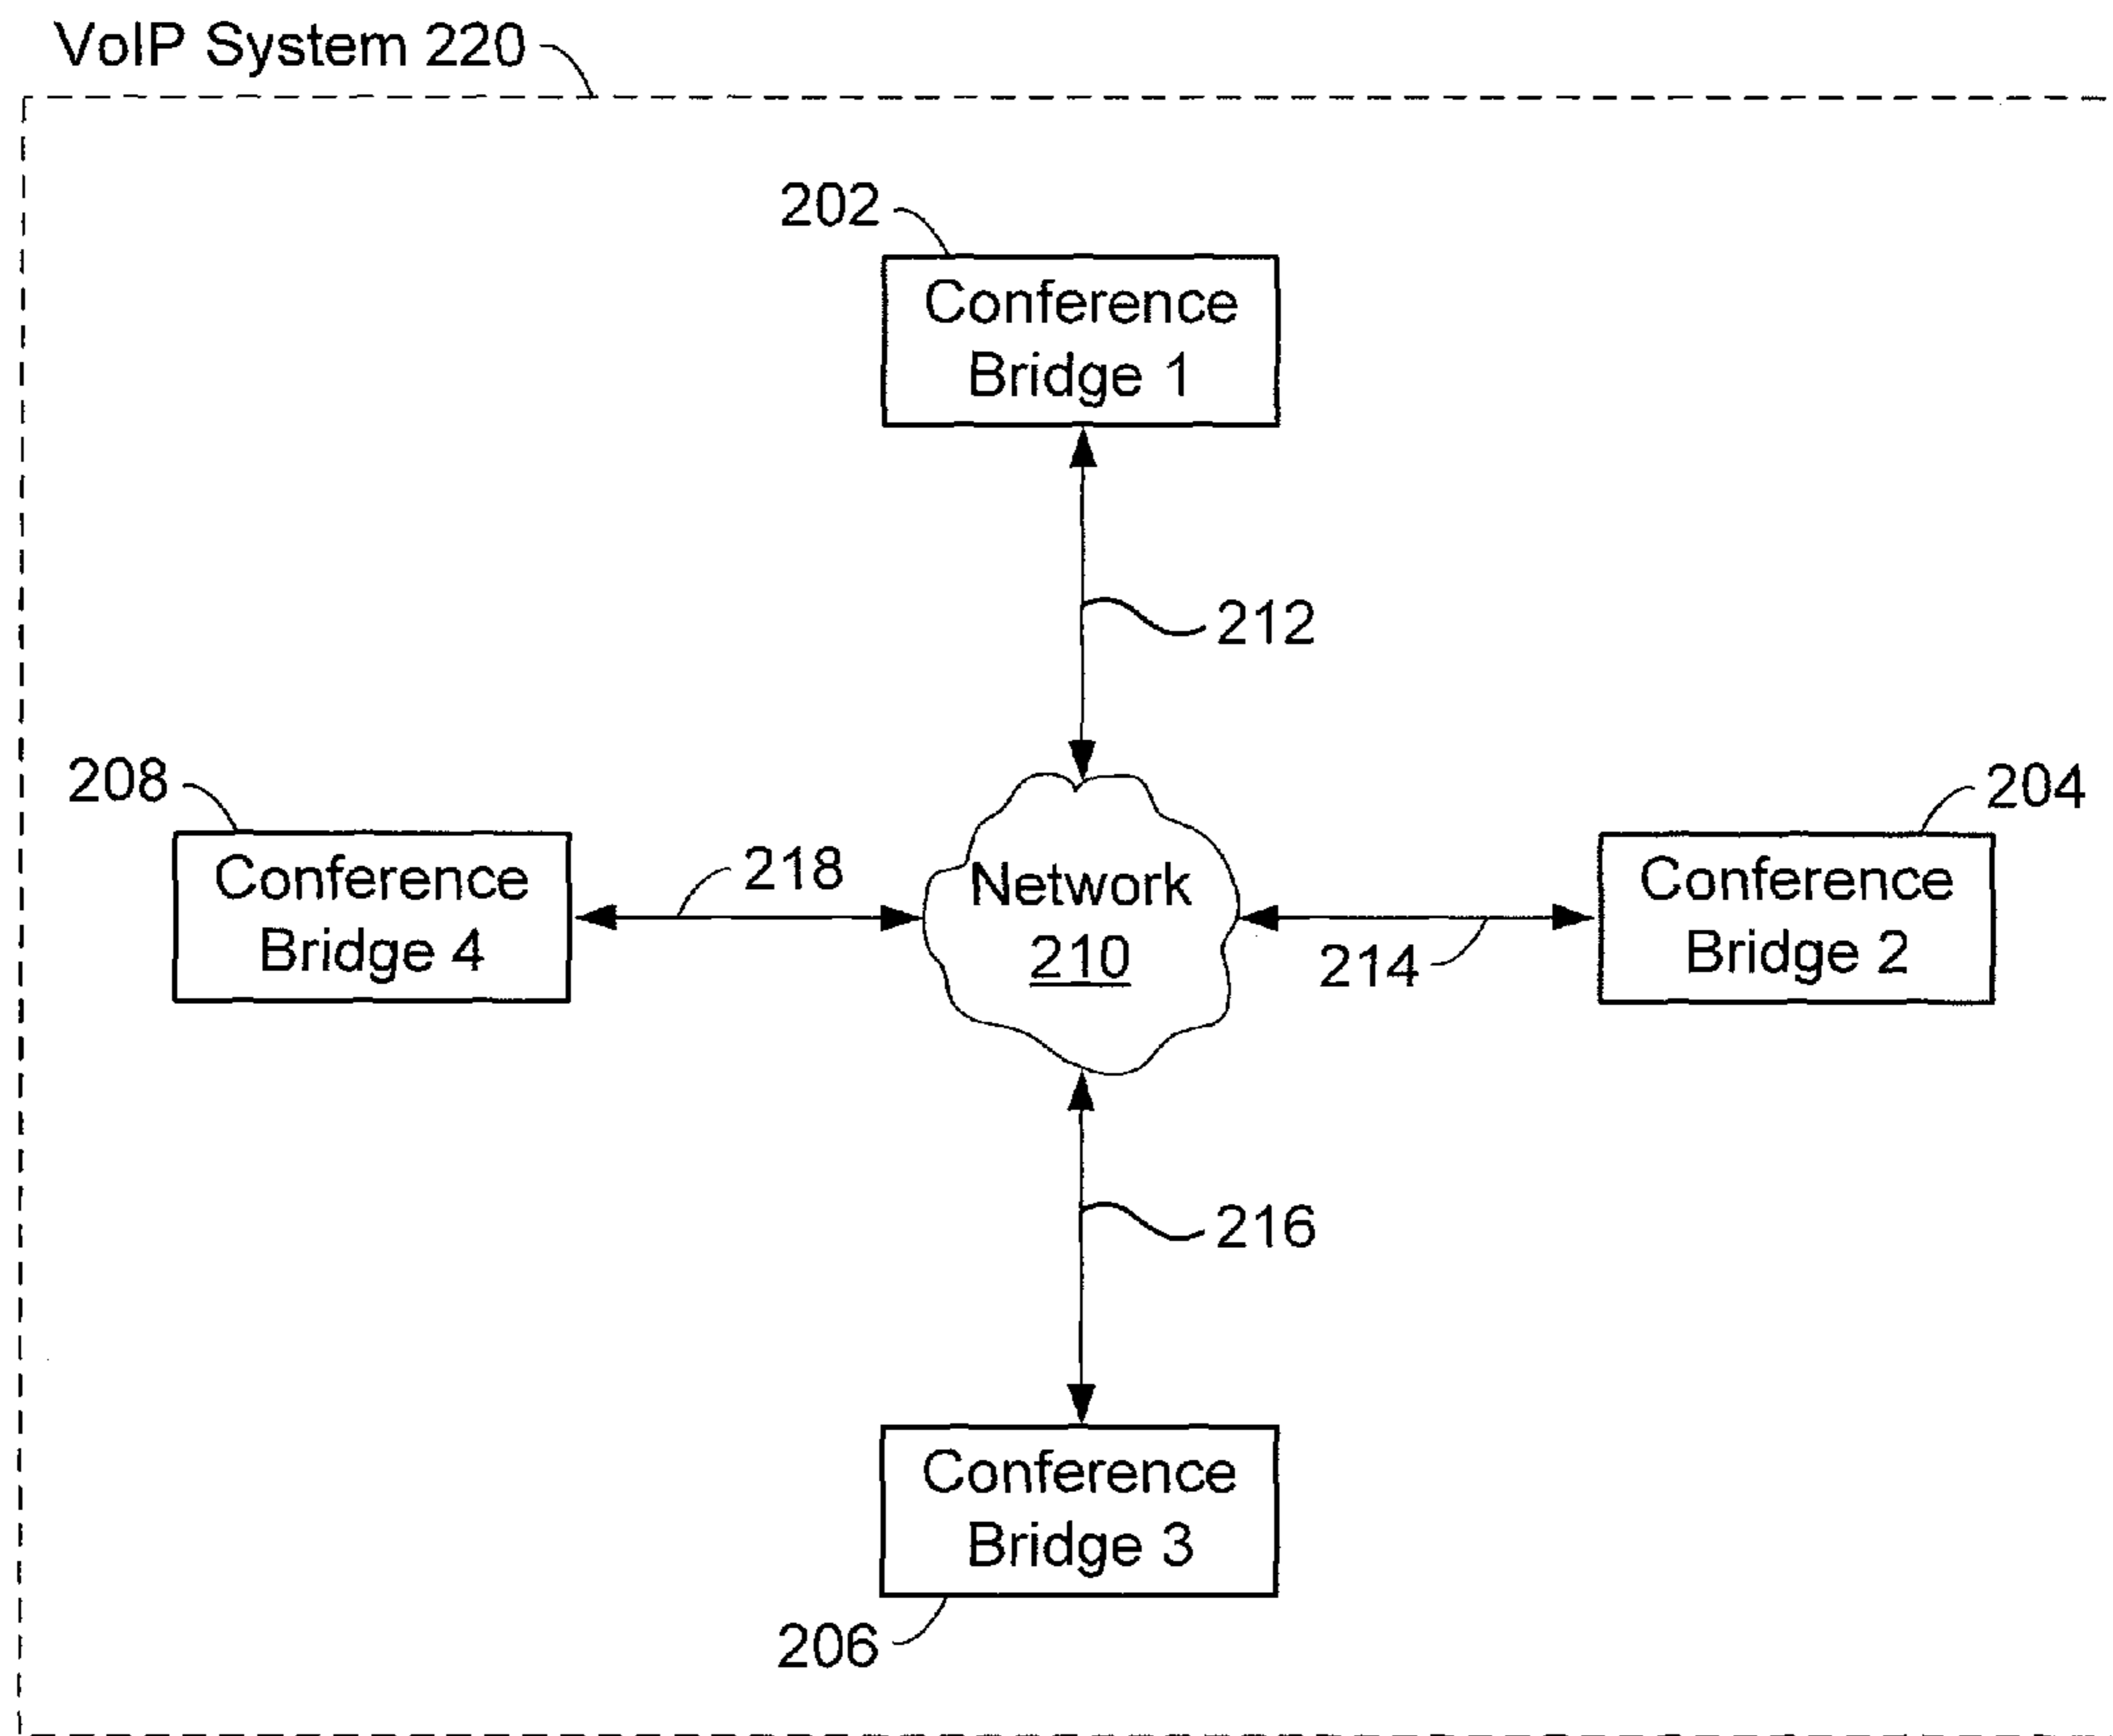 VoIP System 220
202
Conference
Bridge 1
212
208
204
Conference
Bridge 4
218
Network
210
214
Conference
Bridge 2
216
Conference
Bridge 3
206